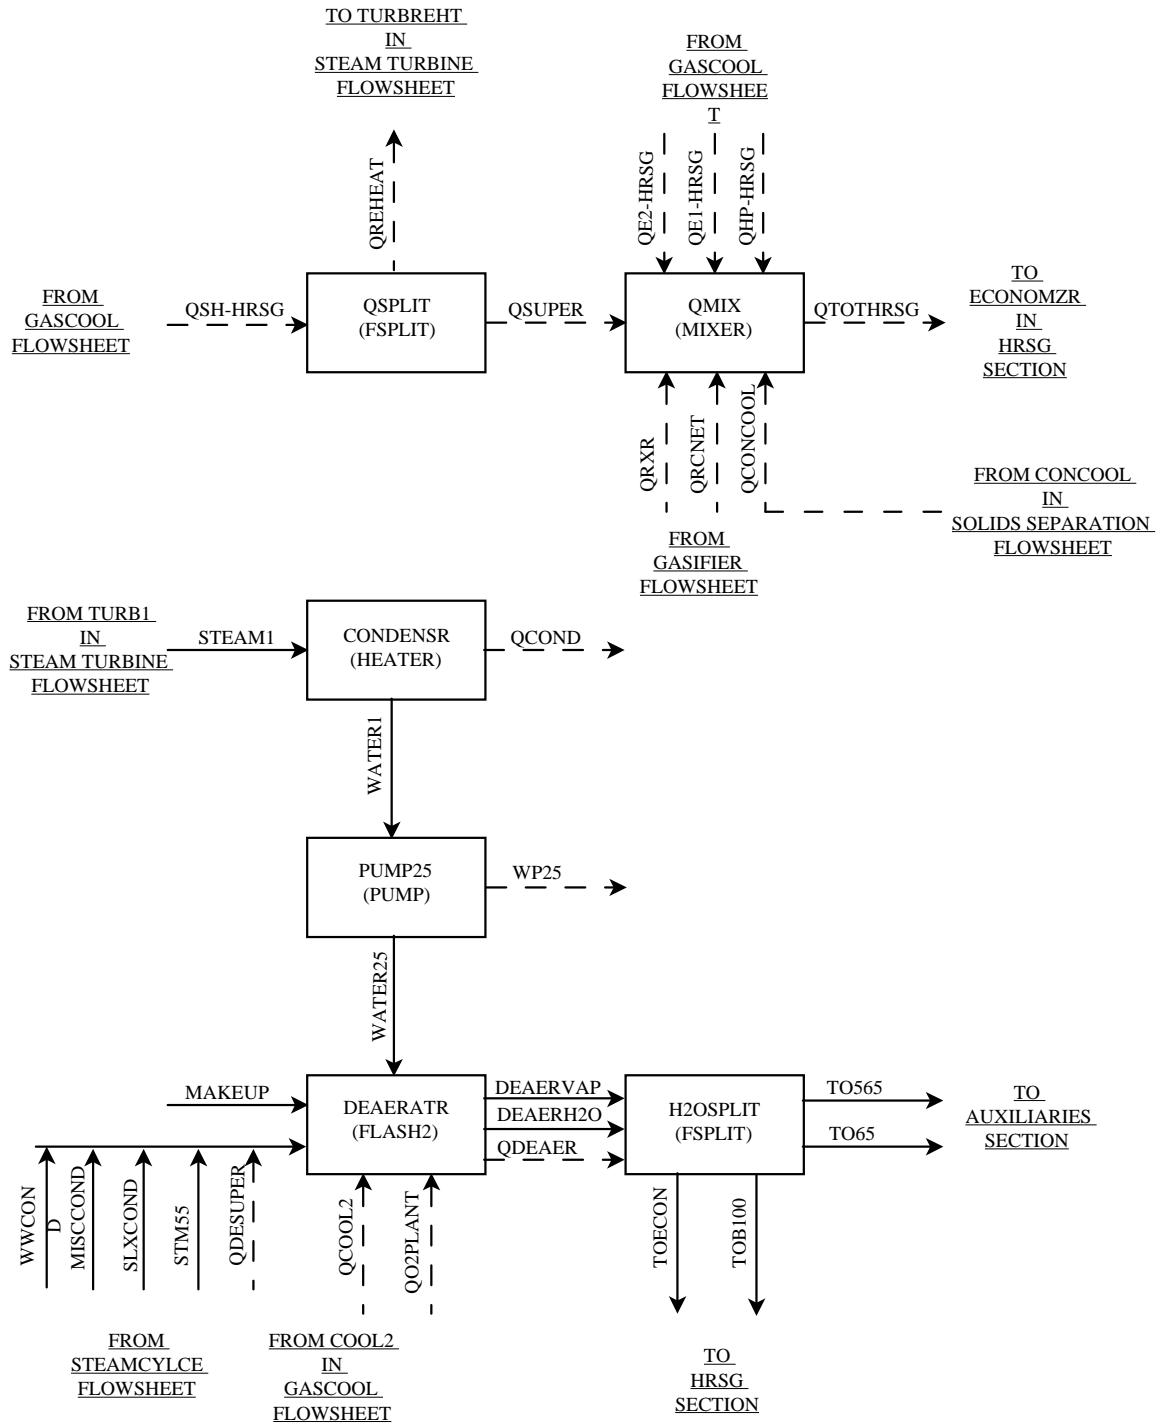 TO TURBREHT
IN
STEAM TURBINE
FLOWSHEET
FROM
GASCOOL
FLOWSHEE
T
QREHEAT
QE2-HRSG
QE1-HRSG
QHP-HRSG
FROM
GASCOOL
FLOWSHEET
QSH-HRSG
QSPLIT
(FSPLIT)
QSUPER
QMIX
(MIXER)
QTOTHRSG
TO
ECONOMZR
IN
HRSG
SECTION
QRXR
QRCNET
QCONCOOL
FROM CONCOOL
IN
SOLIDS SEPARATION
FLOWSHEET
FROM
GASIFIER
FLOWSHEET
FROM TURB1
IN
STEAM TURBINE
FLOWSHEET
STEAM1
CONDENSR
(HEATER)
QCOND
WATER1
PUMP25
(PUMP)
WP25
WATER25
MAKEUP
DEAERATR
(FLASH2)
DEAERVAP
DEAERH2O
QDEAER
H2OSPLIT
(FSPLIT)
TO565
TO65
TO
AUXILIARIES
SECTION
WWCON
D
MISCCOND
SLXCOND
STM55
QDESUPER
QCOOL2
QO2PLANT
TOECON
TOB100
FROM
STEAMCYLCE
FLOWSHEET
FROM COOL2
IN
GASCOOL
FLOWSHEET
TO
HRSG
SECTION